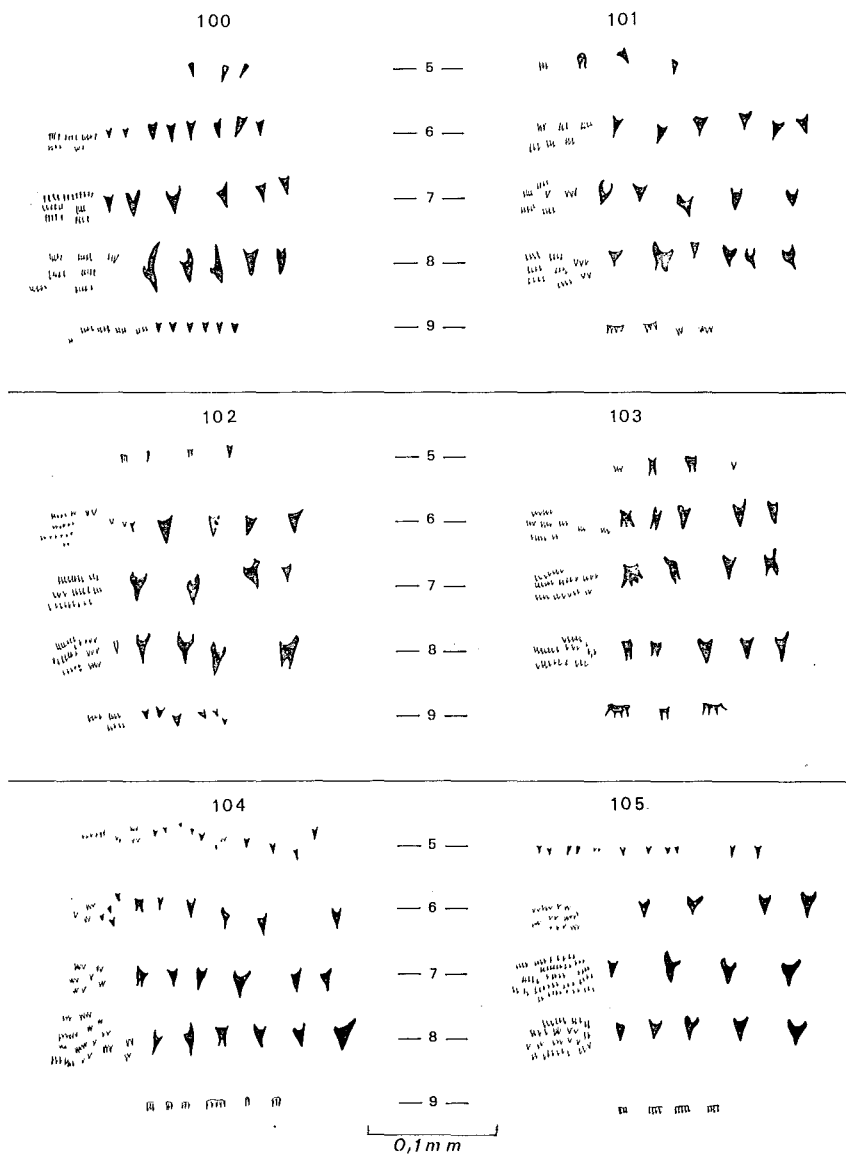 100 101
— 5 —
— 6 —
— 7 —
— 8 —
— 9 —
102 103
— 5 —
— 6 —
— 7 —
— 8 —
— 9 —
104 105.
— 5 —
— 6 —
— 7 —
— 8 —
— 9 —
0,1mm